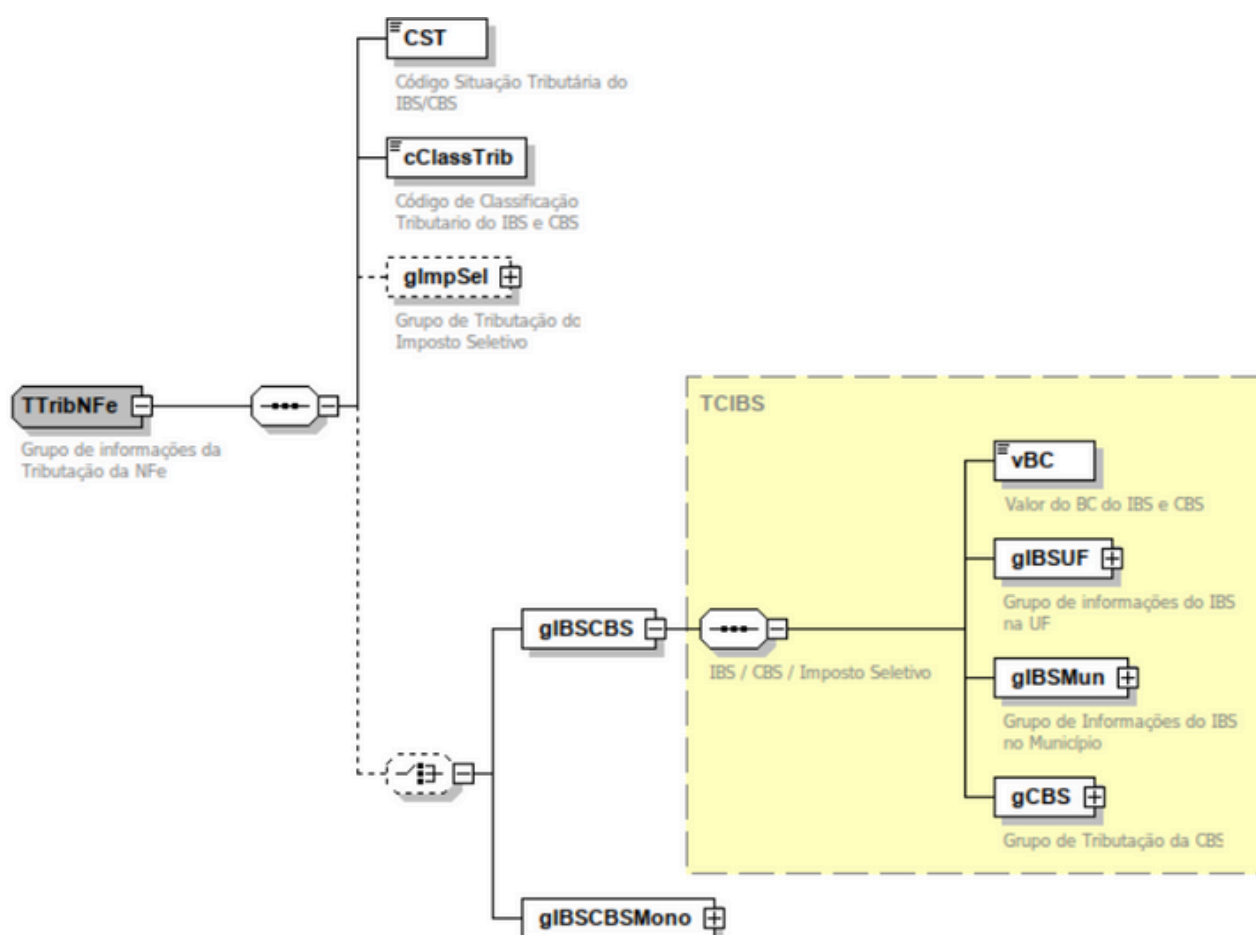 CST
Código Situação Tributária do
IBS/CBS
cClassTrib
Código de Classificação
Tributario do IBS e CBS
gImpSel
Grupo de Tributação do
Imposto Seletivo
TTribNFe
Grupo de informações da
Tributação da NFe
TCIBS
vBC
Valor do BC do IBS e CBS
gIBSUF
Grupo de informações do IBS
na UF
gIBSCBS
IBS / CBS / Imposto Seletivo
gIBSMun
Grupo de Informações do IBS
no Município
gCBS
Grupo de Tributação da CBS
gIBSCBSMono